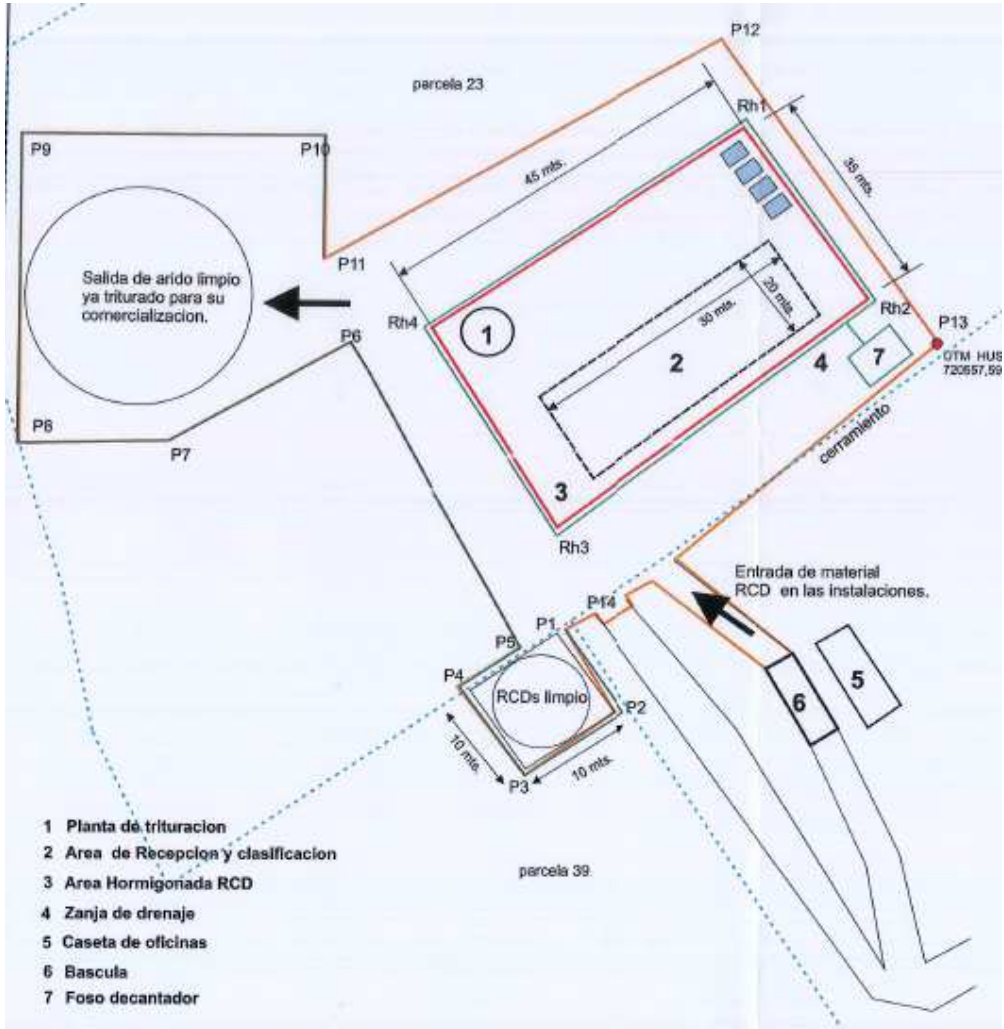 P12
parcela 23
Rh1
P9
P10
45 mts.
35 mts.
P11
Salida de arido limpio
ya triturado para su
comercializacion.
Rh4
1
P6
30 mts.
20 mts.
2
4
Rh2
7
P13
UTM HUS
720557,59
P8
P7
cerramiento
3
Rh3
Entrada de material
RCD en las instalaciones.
P14
P1
P5
P4
RCDs limpio
P2
5
6
10 mts.
10 mts.
P3
parcela 39
1 Planta de trituracion
2 Area de Recepcion y clasificacion
3 Area Hormigonada RCD
4 Zanja de drenaje
5 Caseta de oficinas
6 Bascula
7 Foso decantador